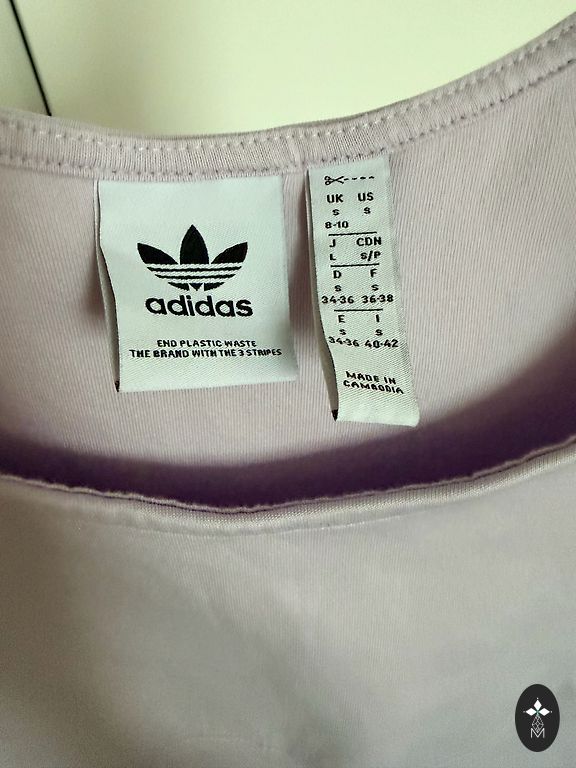 adidas
END PLASTIC WASTE
THE BRAND WITH THE 3 STRIPES
UK US
S S
8-10
J CDN
L S/P
D F
S S
34-36 36-38
E I
S S
34-36 40-42
MADE IN
CAMBODIA
M